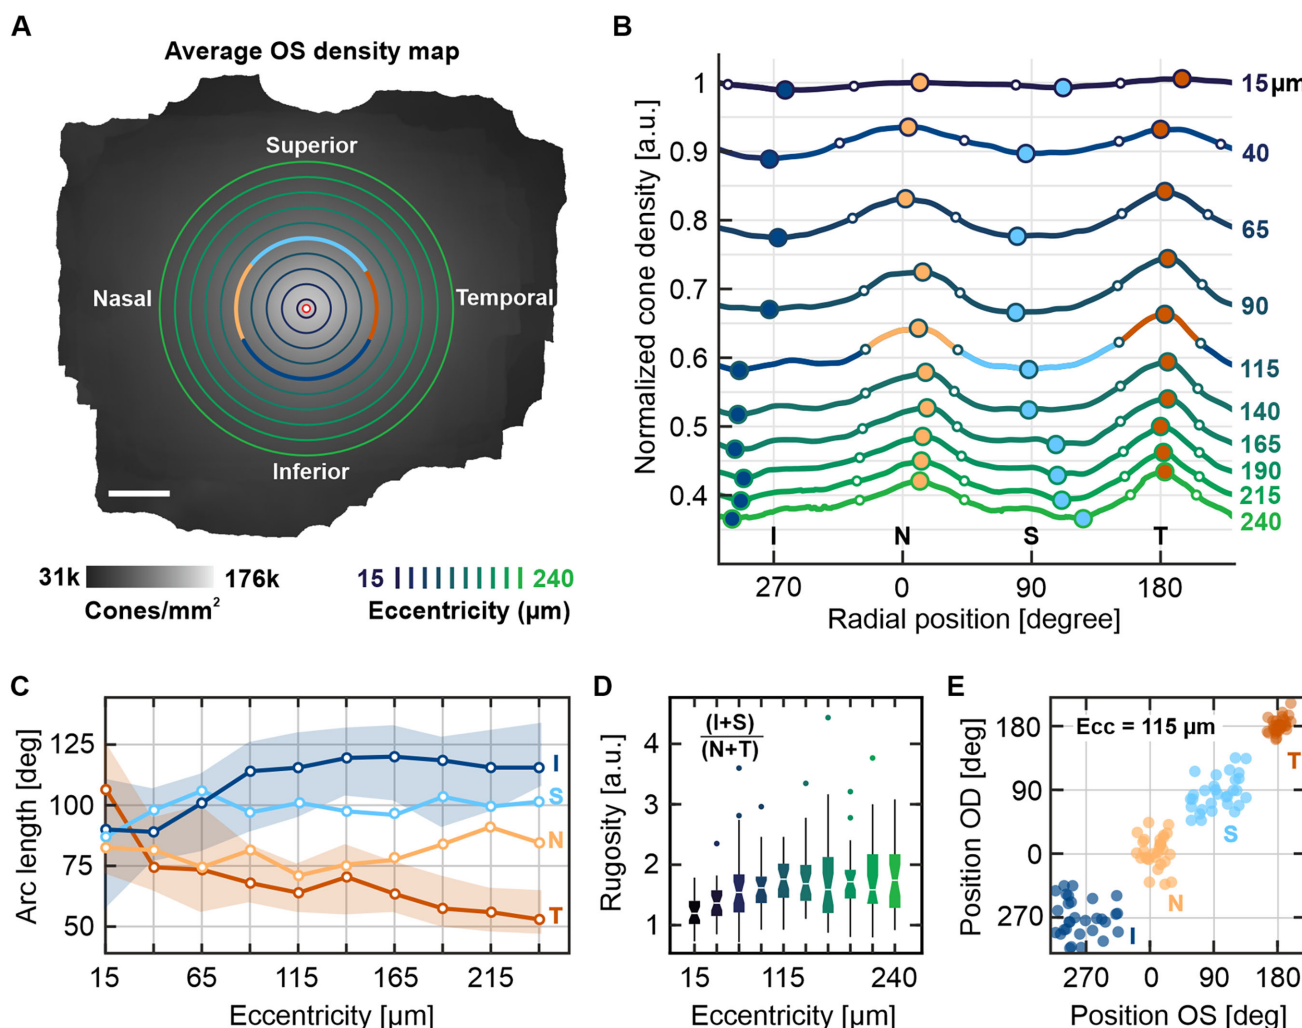 A
Average OS density map
Superior
Nasal
Temporal
Inferior
31k
176k
Cones/mm²
15
240
Eccentricity (µm)
B
Normalized cone density [a.u.]
1
0.9
0.8
0.7
0.6
0.5
0.4
15 µm
40
65
90
115
140
165
190
215
240
I N S T
270 0 90 180
Radial position [degree]
C
Arc length [deg]
125
100
75
50
I
S
N
T
15 65 115 165 215
Eccentricity [µm]
D
Rugosity [a.u.]
(I+S)
(N+T)
4
3
2
1
15 115 240
Eccentricity [µm]
E
Position OD [deg]
Ecc = 115 µm
180
90
0
270
T
S
N
I
270 0 90 180
Position OS [deg]